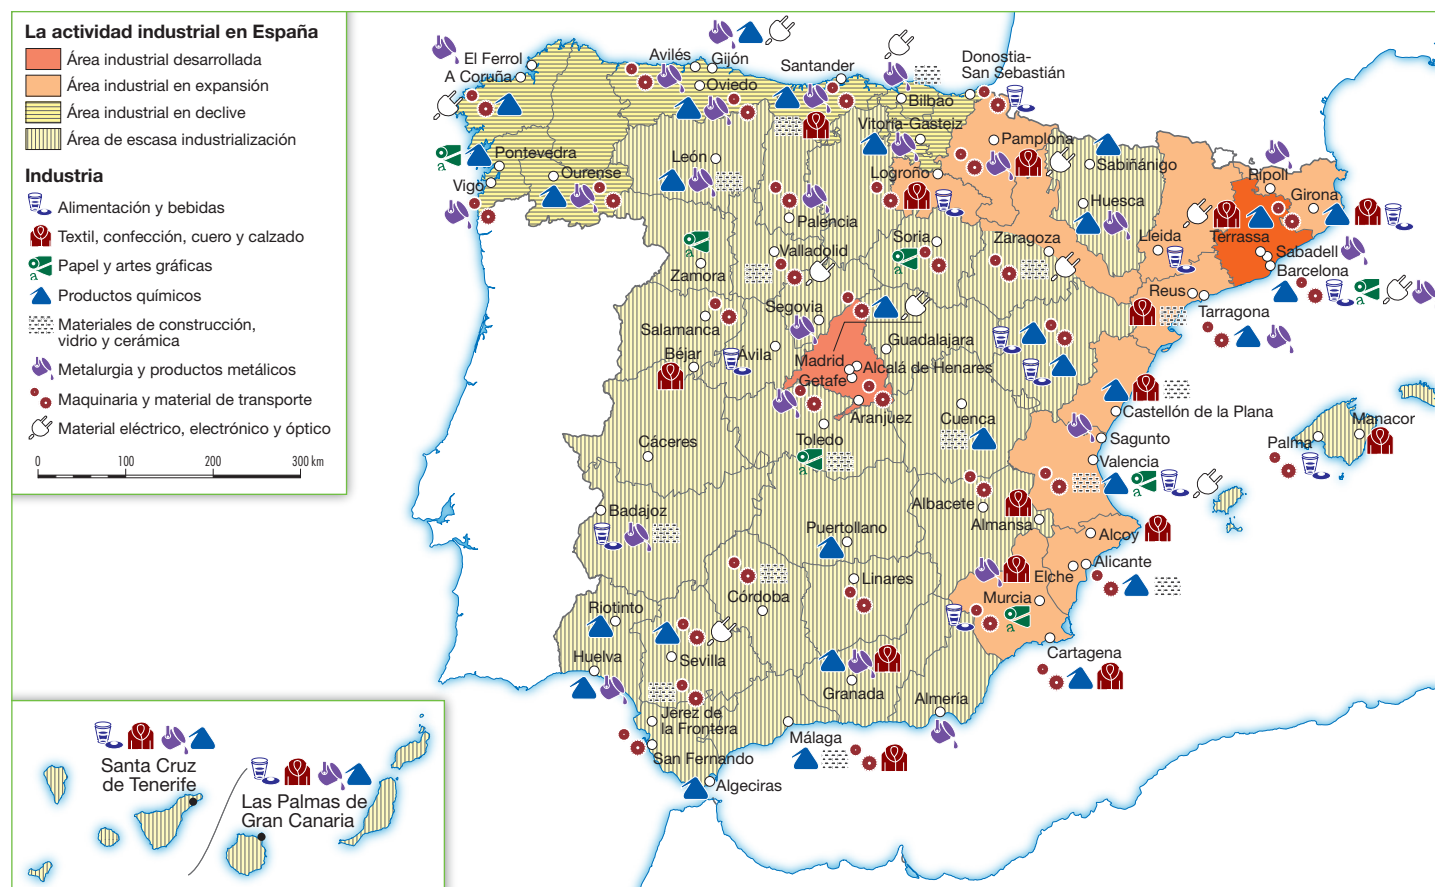 La actividad industrial en España
Área industrial desarrollada
Área industrial en expansión
Área industrial en declive
Área de escasa industrialización
Industria
Alimentación y bebidas
Textil, confección, cuero y calzado
Papel y artes gráficas
Productos químicos
Materiales de construcción,
vidrio y cerámica
Metalurgia y productos metálicos
Maquinaria y material de transporte
Material eléctrico, electrónico y óptico
0 100 200 300 km
El Ferrol
A Coruña
Avilés
Gijón
Oviedo
Santander
Bilbao
Donostia-
San Sebastián
Vitoria-Gasteiz
Pamplona
Pontevedra
Vigo
Ourense
León
Logroño
Sabiñánigo
Huesca
Ripoll
Girona
Palencia
Valladolid
Zamora
Soria
Zaragoza
Lleida
Terrassa
Sabadell
Barcelona
Reus
Tarragona
Salamanca
Segovia
Béjar
Ávila
Guadalajara
Madrid
Alcalá de Henares
Getafe
Aranjuez
Toledo
Cuenca
Castellón de la Plana
Sagunto
Valencia
Palma
Manacor
Cáceres
Badajoz
Albacete
Almansa
Alcoy
Alicante
Elche
Puertollano
Linares
Córdoba
Murcia
Cartagena
Riotinto
Huelva
Sevilla
Granada
Almería
Jerez de
la Frontera
San Fernando
Málaga
Algeciras
Santa Cruz
de Tenerife
Las Palmas de
Gran Canaria